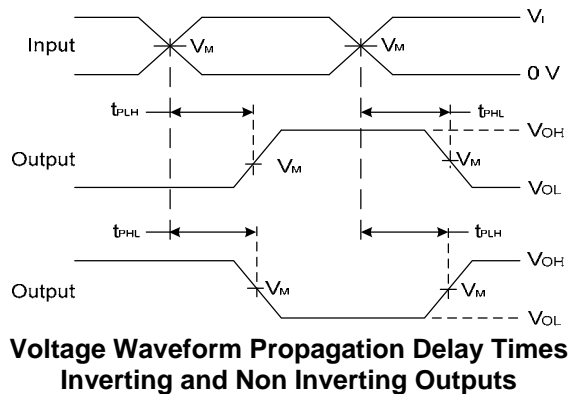 VI
Input VM VM
0 V
tPLH tPHL
VOH
Output VM VM
VOL
tPHL tPLH
VOH
Output VM VM
VOL
Voltage Waveform Propagation Delay Times
Inverting and Non Inverting Outputs